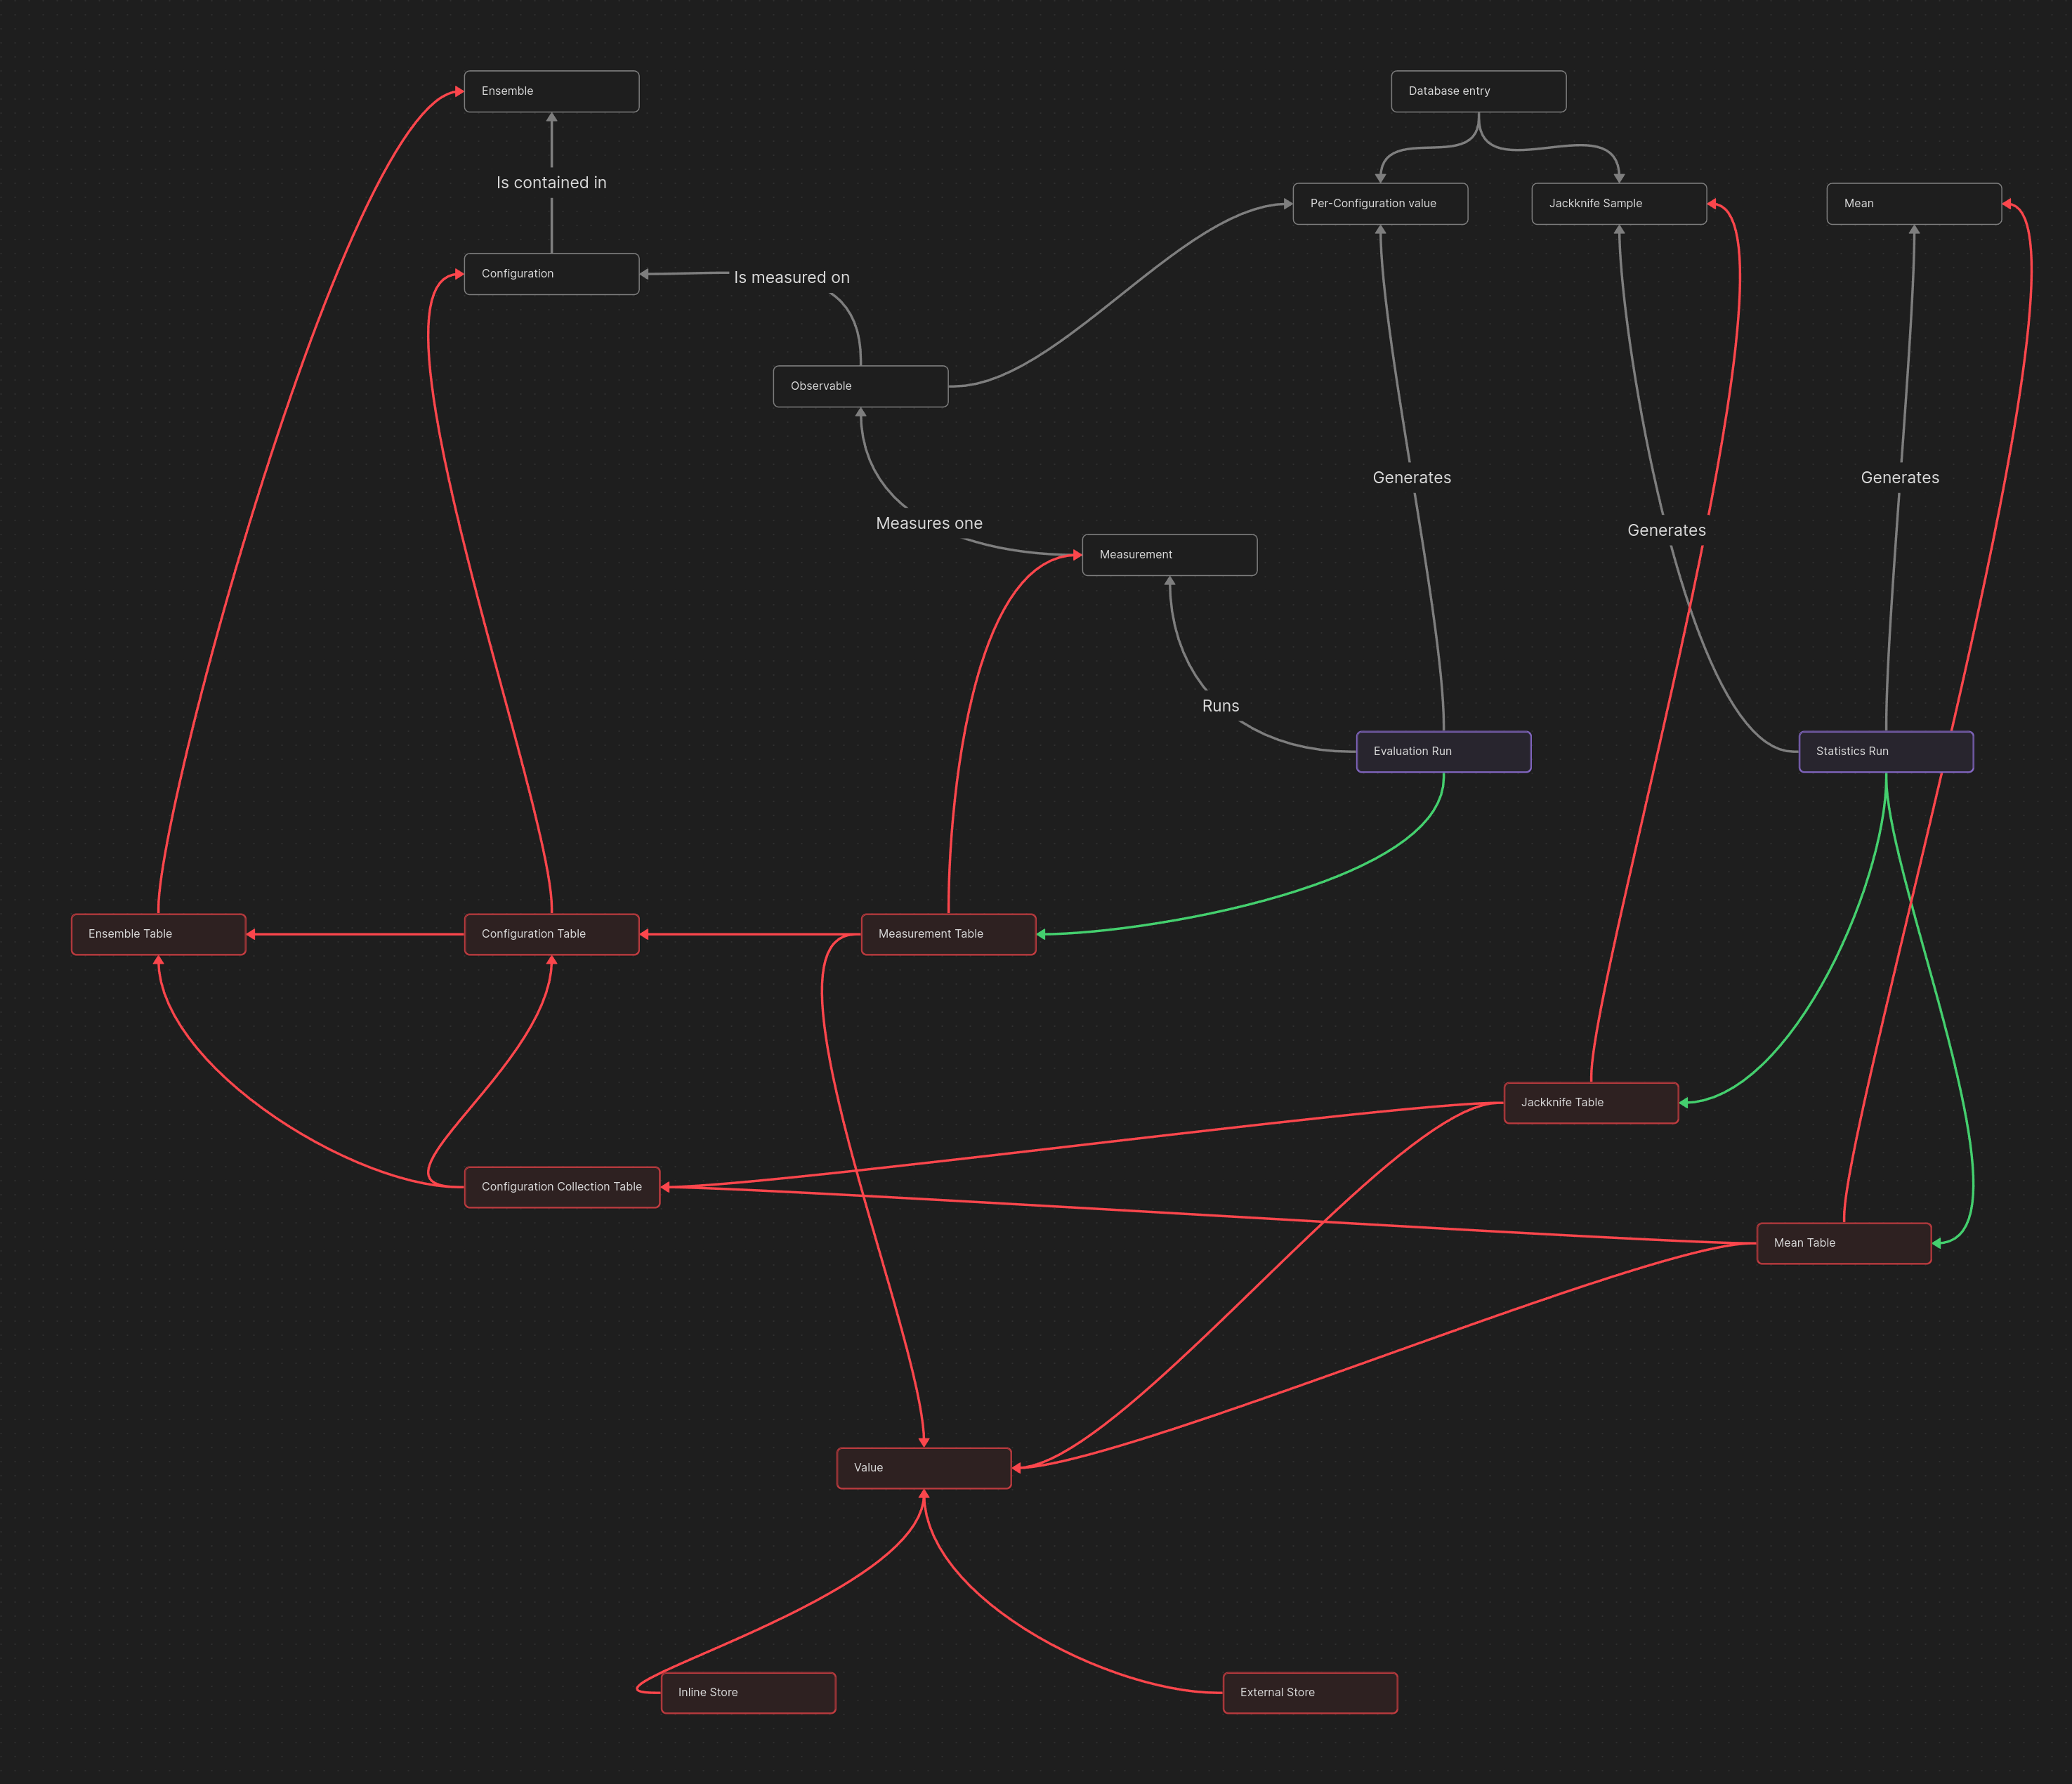 Ensemble
Database entry
Is contained in
Per-Configuration value
Jackknife Sample
Mean
Configuration
Is measured on
Observable
Generates
Generates
Measures one
Generates
Measurement
Runs
Evaluation Run
Statistics Run
Ensemble Table
Configuration Table
Measurement Table
Jackknife Table
Configuration Collection Table
Mean Table
Value
Inline Store
External Store